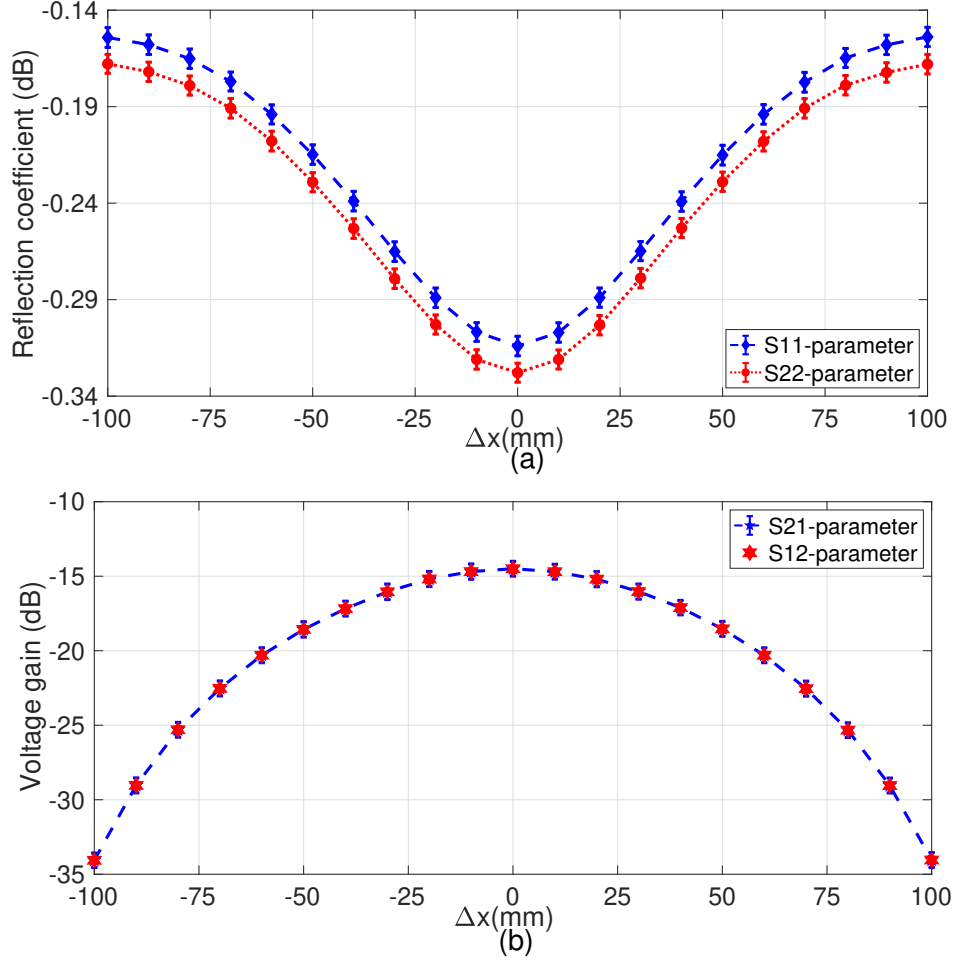 -0.14
-0.19
-0.24
-0.29
-0.34
Reflection coefficient (dB)
S11-parameter
S22-parameter
-100 -75 -50 -25 0 25 50 75 100
Δx(mm)
(a)
-10
-15
-20
-25
-30
-35
Voltage gain (dB)
S21-parameter
S12-parameter
-100 -75 -50 -25 0 25 50 75 100
Δx(mm)
(b)